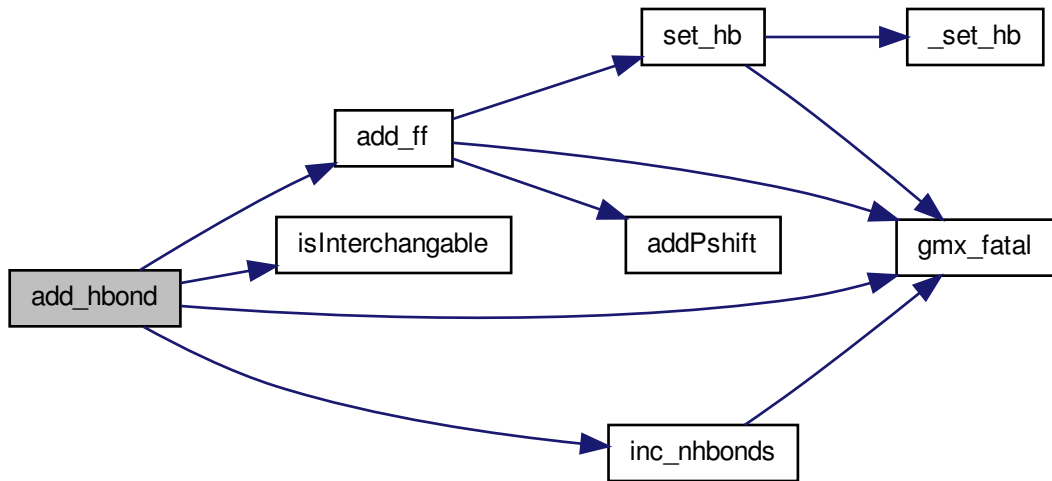 set_hb
_set_hb
add_ff
isInterchangable
addPshift
gmx_fatal
add_hbond
inc_nhbonds